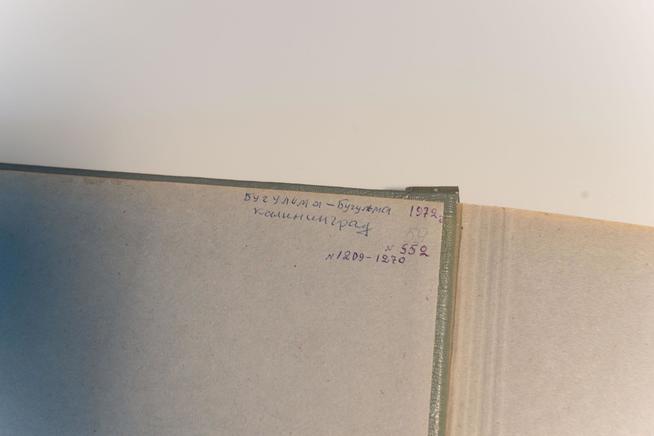 Бугульма - Бугульма 1972г.
Калининград
№ 552
№1209-1270